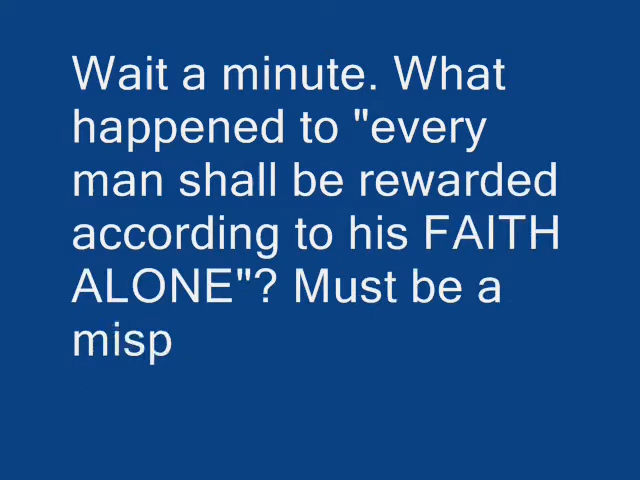 Wait a minute. What
happened to "every
man shall be rewarded
according to his FAITH
ALONE"? Must be a
misp